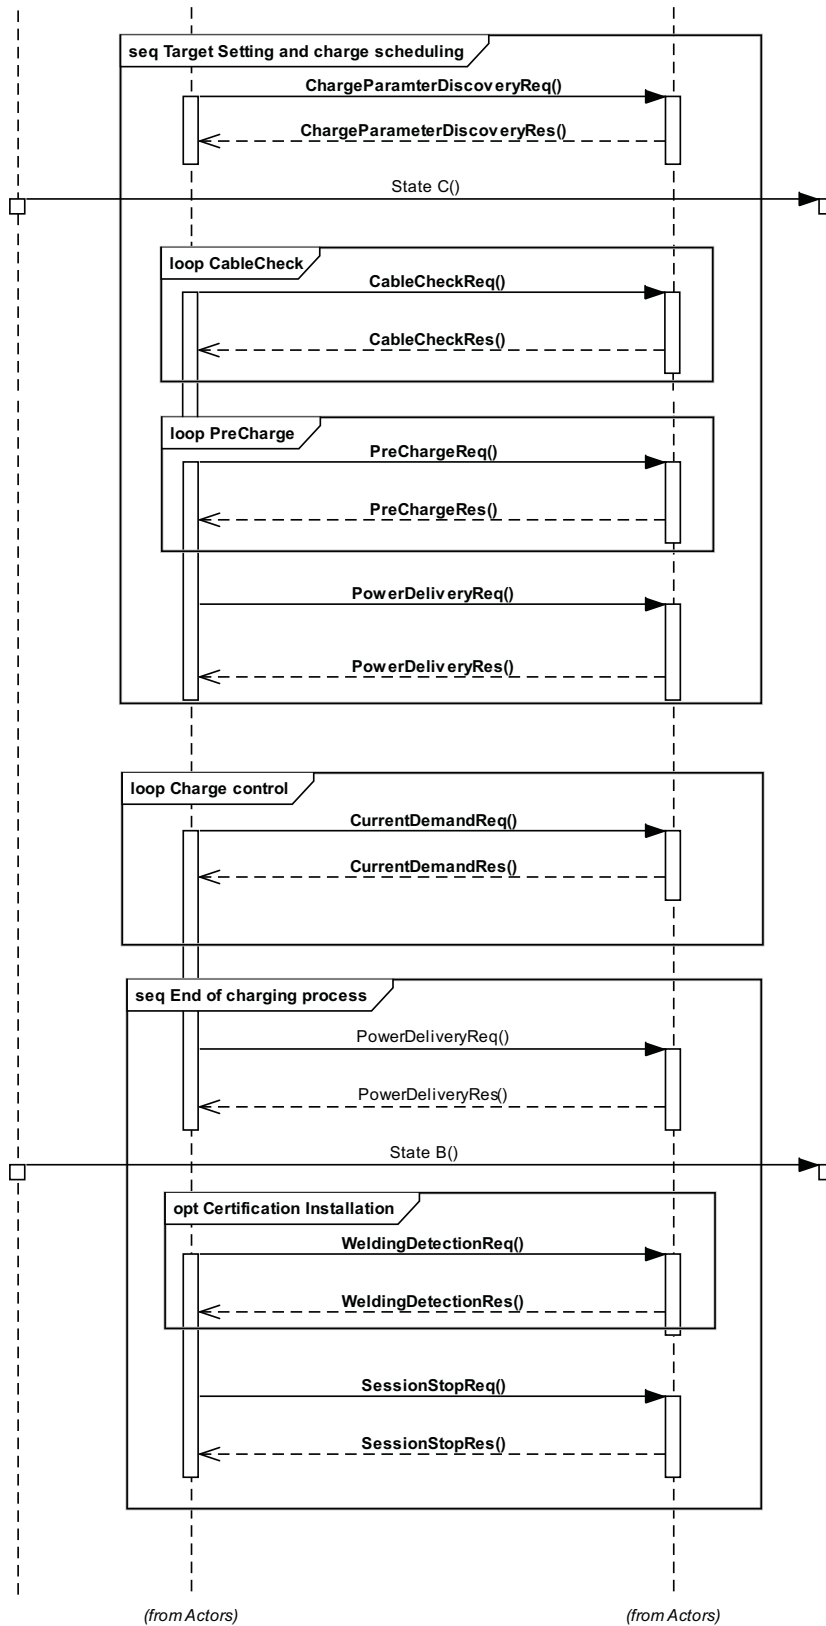 seq Target Setting and charge scheduling
ChargeParamterDiscoveryReq()
ChargeParameterDiscoveryRes()
State C()
loop CableCheck
CableCheckReq()
CableCheckRes()
loop PreCharge
PreChargeReq()
PreChargeRes()
PowerDeliveryReq()
PowerDeliveryRes()
loop Charge control
CurrentDemandReq()
CurrentDemandRes()
seq End of charging process
PowerDeliveryReq()
PowerDeliveryRes()
State B()
opt Certification Installation
WeldingDetectionReq()
WeldingDetectionRes()
SessionStopReq()
SessionStopRes()
(from Actors) (from Actors)